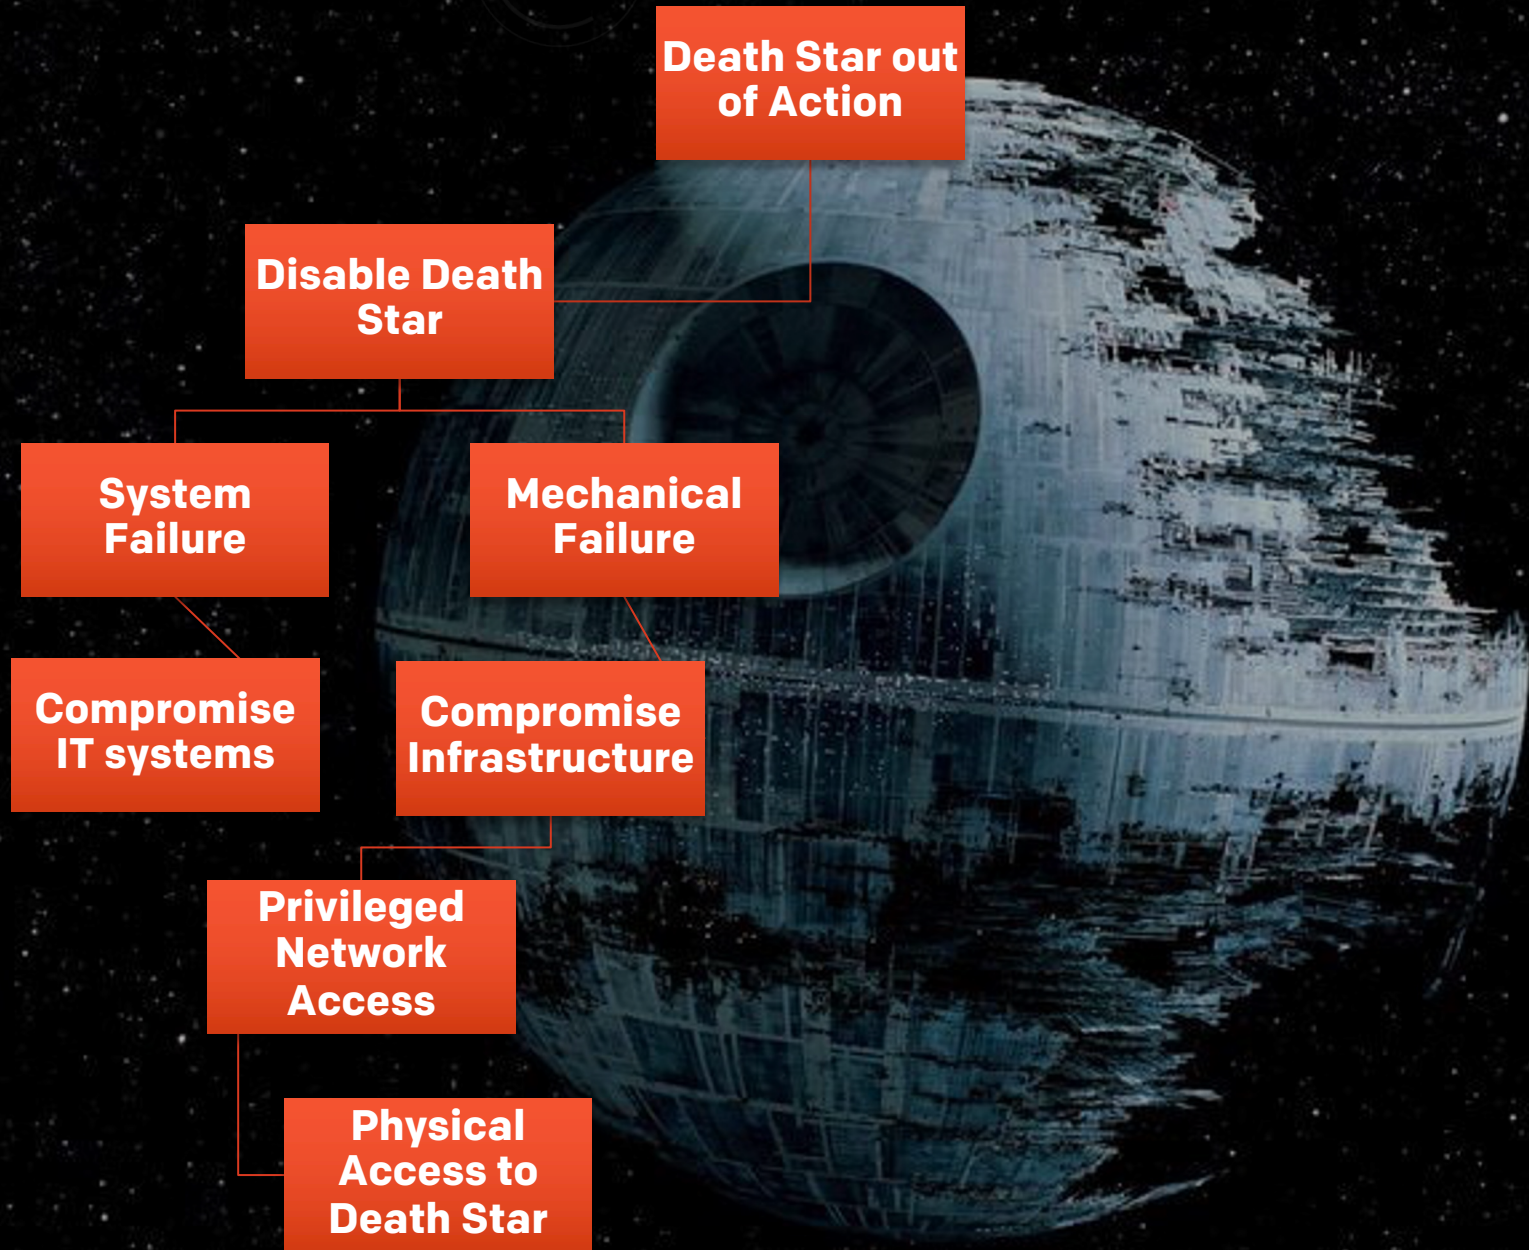 Death Star out
of Action
Disable Death
Star
System
Failure
Mechanical
Failure
Compromise
IT systems
Compromise
Infrastructure
Privileged
Network
Access
Physical
Access to
Death Star